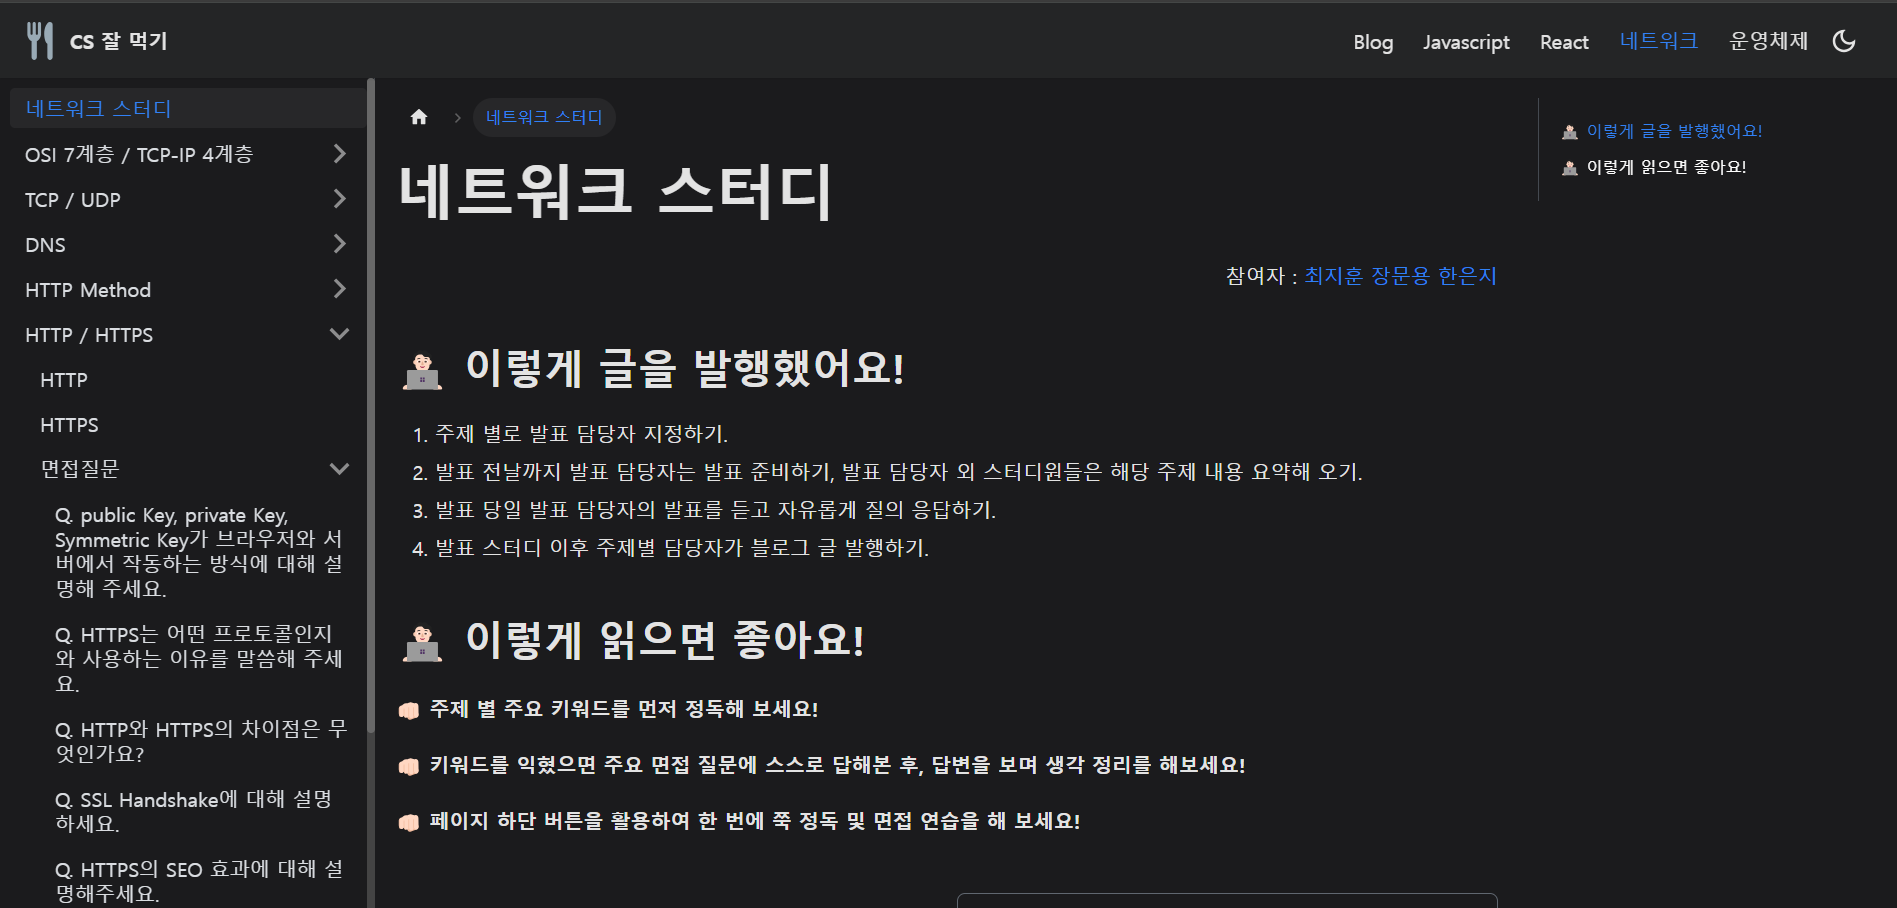 CS 잘 먹기
Blog
Javascript
React
네트워크
운영체제
네트워크 스터디
OSI 7계층 / TCP-IP 4계층
TCP / UDP
DNS
HTTP Method
HTTP / HTTPS
HTTP
HTTPS
면접질문
Q. public Key, private Key,
Symmetric Key가 브라우저와 서
버에서 작동하는 방식에 대해 설
명해 주세요.
Q. HTTPS는 어떤 프로토콜인지
와 사용하는 이유를 말씀해 주세
요.
Q. HTTP와 HTTPS의 차이점은 무
엇인가요?
Q. SSL Handshake에 대해 설명
하세요.
Q. HTTPS의 SEO 효과에 대해 설
명해주세요.
네트워크 스터디
네트워크 스터디
참여자 : 최지훈 장문용 한은지
이렇게 글을 발행했어요!
1. 주제 별로 발표 담당자 지정하기.
2. 발표 전날까지 발표 담당자는 발표 준비하기, 발표 담당자 외 스터디원들은 해당 주제 내용 요약해 오기.
3. 발표 당일 발표 담당자의 발표를 듣고 자유롭게 질의 응답하기.
4. 발표 스터디 이후 주제별 담당자가 블로그 글 발행하기.
이렇게 읽으면 좋아요!
👊🏻 주제 별 주요 키워드를 먼저 정독해 보세요!
👊🏻 키워드를 익혔으면 주요 면접 질문에 스스로 답해본 후, 답변을 보며 생각 정리를 해보세요!
👊🏻 페이지 하단 버튼을 활용하여 한 번에 쭉 정독 및 면접 연습을 해 보세요!
이렇게 글을 발행했어요!
이렇게 읽으면 좋아요!